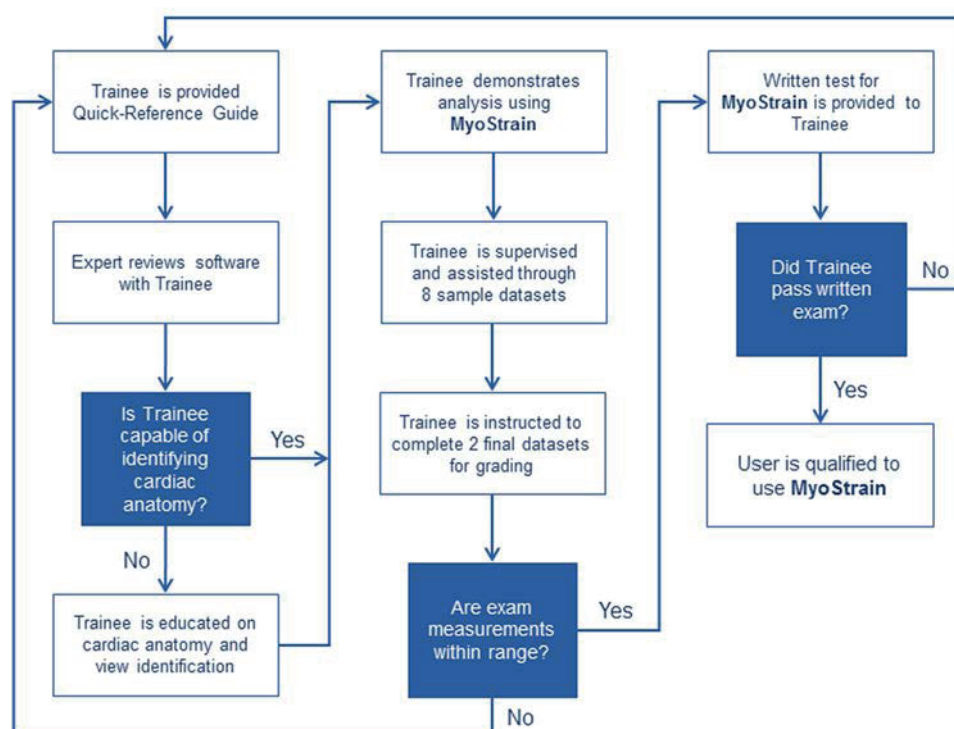 Trainee is provided
Quick-Reference Guide
Expert reviews software
with Trainee
Is Trainee
capable of
identifying
cardiac
anatomy?
Yes
No
Trainee is educated on
cardiac anatomy and
view identification
Trainee demonstrates
analysis using
MyoStrain
Trainee is supervised
and assisted through
8 sample datasets
Trainee is instructed to
complete 2 final datasets
for grading
Are exam
measurements
within range?
Yes
No
Written test for
MyoStrain is provided to
Trainee
Did Trainee
pass written
exam?
No
Yes
User is qualified to
use MyoStrain